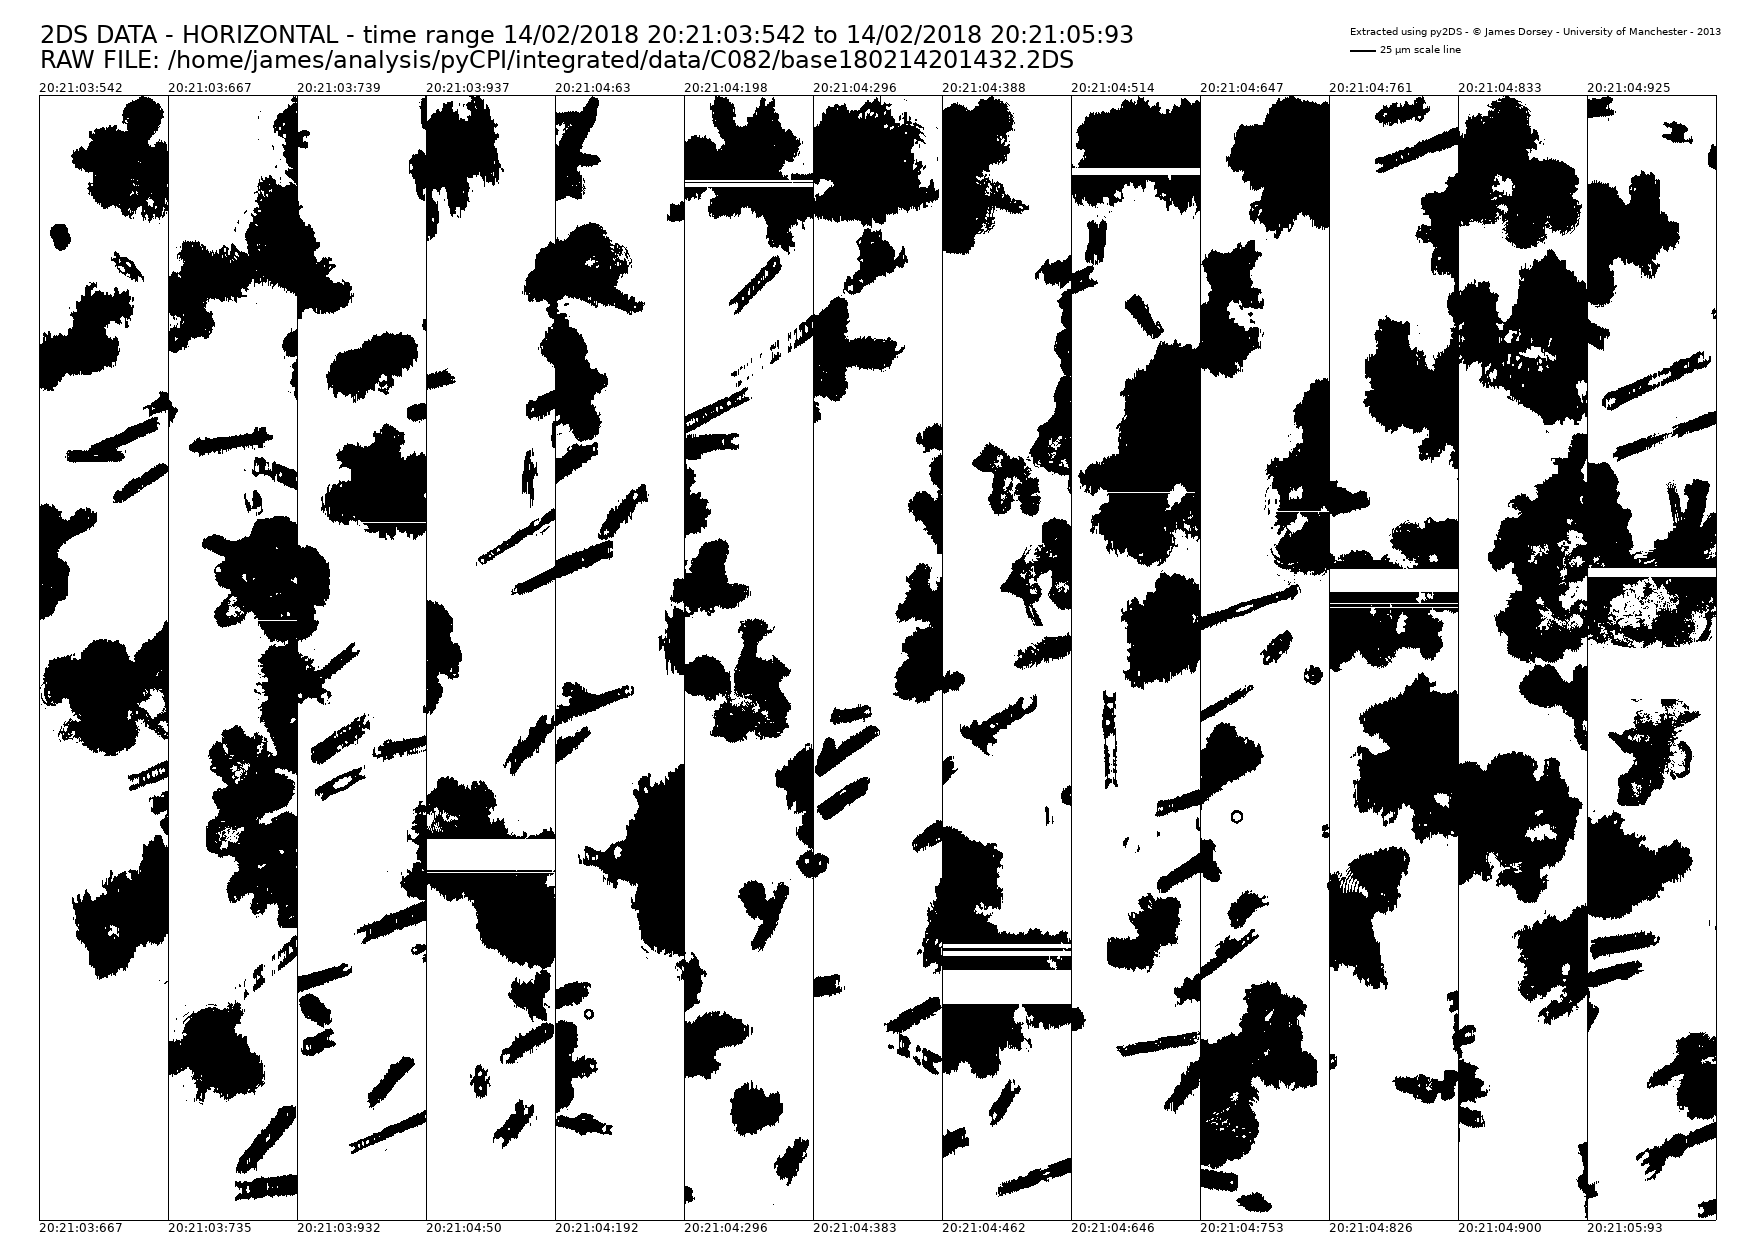 2DS DATA - HORIZONTAL - time range 14/02/2018 20:21:03:542 to 14/02/2018 20:21:05:93
RAW FILE: /home/james/analysis/pyCPI/integrated/data/C082/base180214201432.2DS
Extracted using py2DS - © James Dorsey - University of Manchester - 2013
25 µm scale line
20:21:03:542 20:21:03:667 20:21:03:739 20:21:03:937 20:21:04:63 20:21:04:198 20:21:04:296 20:21:04:388 20:21:04:514 20:21:04:647 20:21:04:761 20:21:04:833 20:21:04:925
20:21:03:667 20:21:03:735 20:21:03:932 20:21:04:50 20:21:04:192 20:21:04:296 20:21:04:383 20:21:04:462 20:21:04:646 20:21:04:753 20:21:04:826 20:21:04:900 20:21:05:93